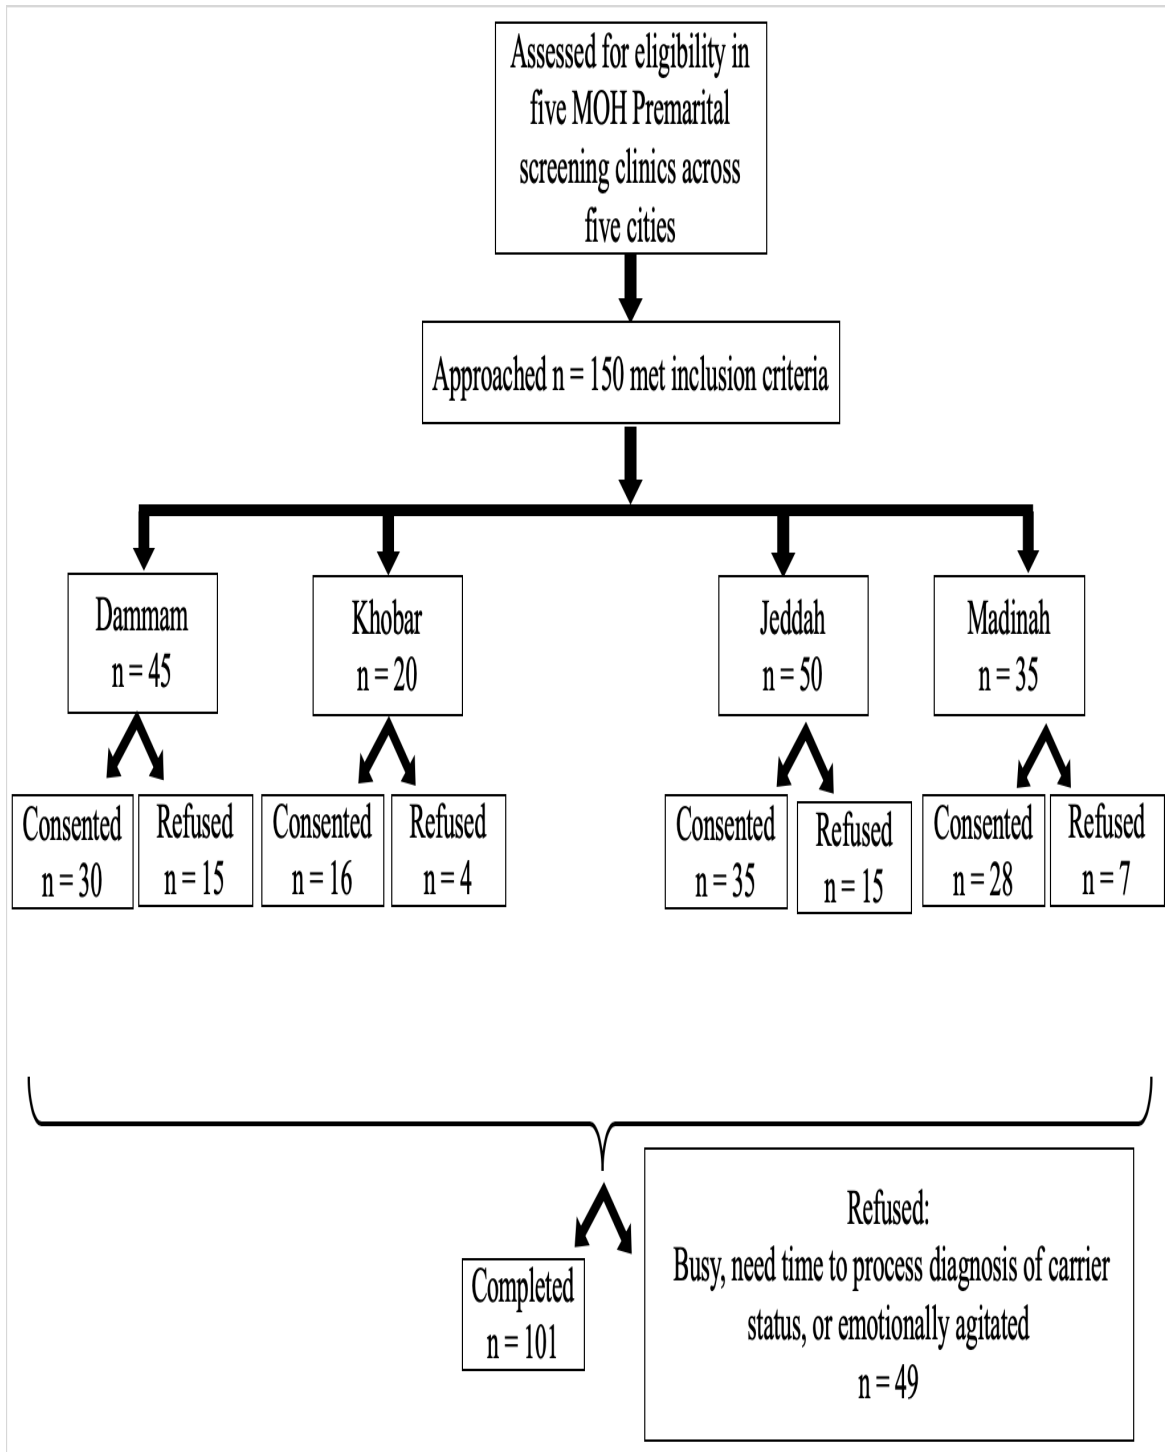 Assessed for eligibility in
five MOH Premarital
screening clinics across
five cities
Approached n = 150 met inclusion criteria
Dammam
n = 45
Khobar
n = 20
Jeddah
n = 50
Madinah
n = 35
Consented
n = 30
Refused
n = 15
Consented
n = 16
Refused
n = 4
Consented
n = 35
Refused
n = 15
Consented
n = 28
Refused
n = 7
Completed
n = 101
Refused:
Busy, need time to process diagnosis of carrier
status, or emotionally agitated
n = 49